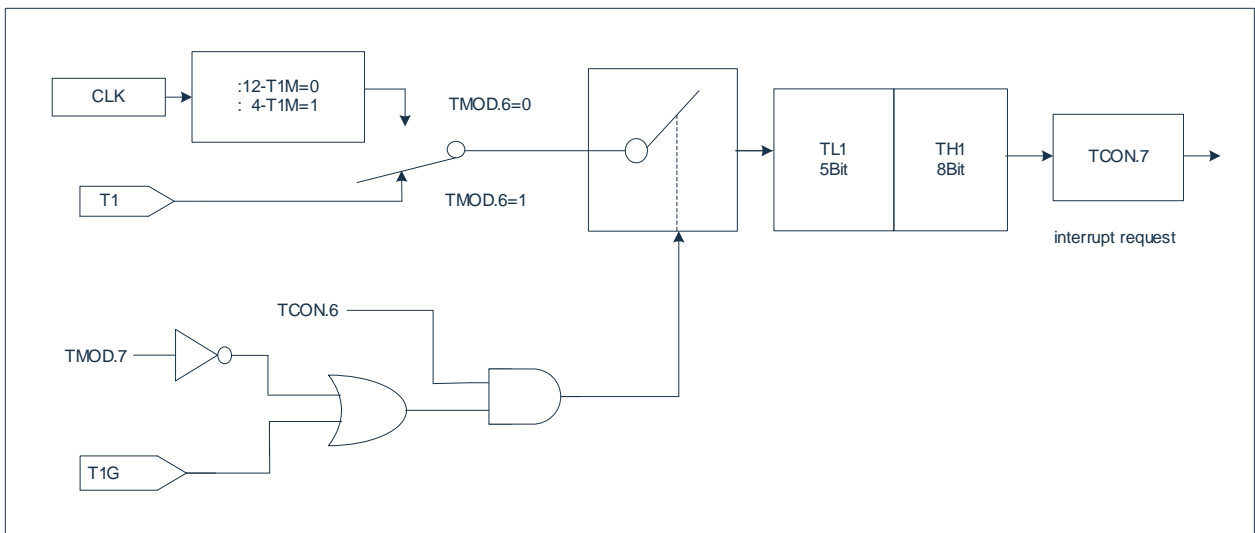 CLK
:12-T1M=0
: 4-T1M=1
TMOD.6=0
T1
TMOD.6=1
TL1
5Bit
TH1
8Bit
TCON.7
interrupt request
TCON.6
TMOD.7
T1G